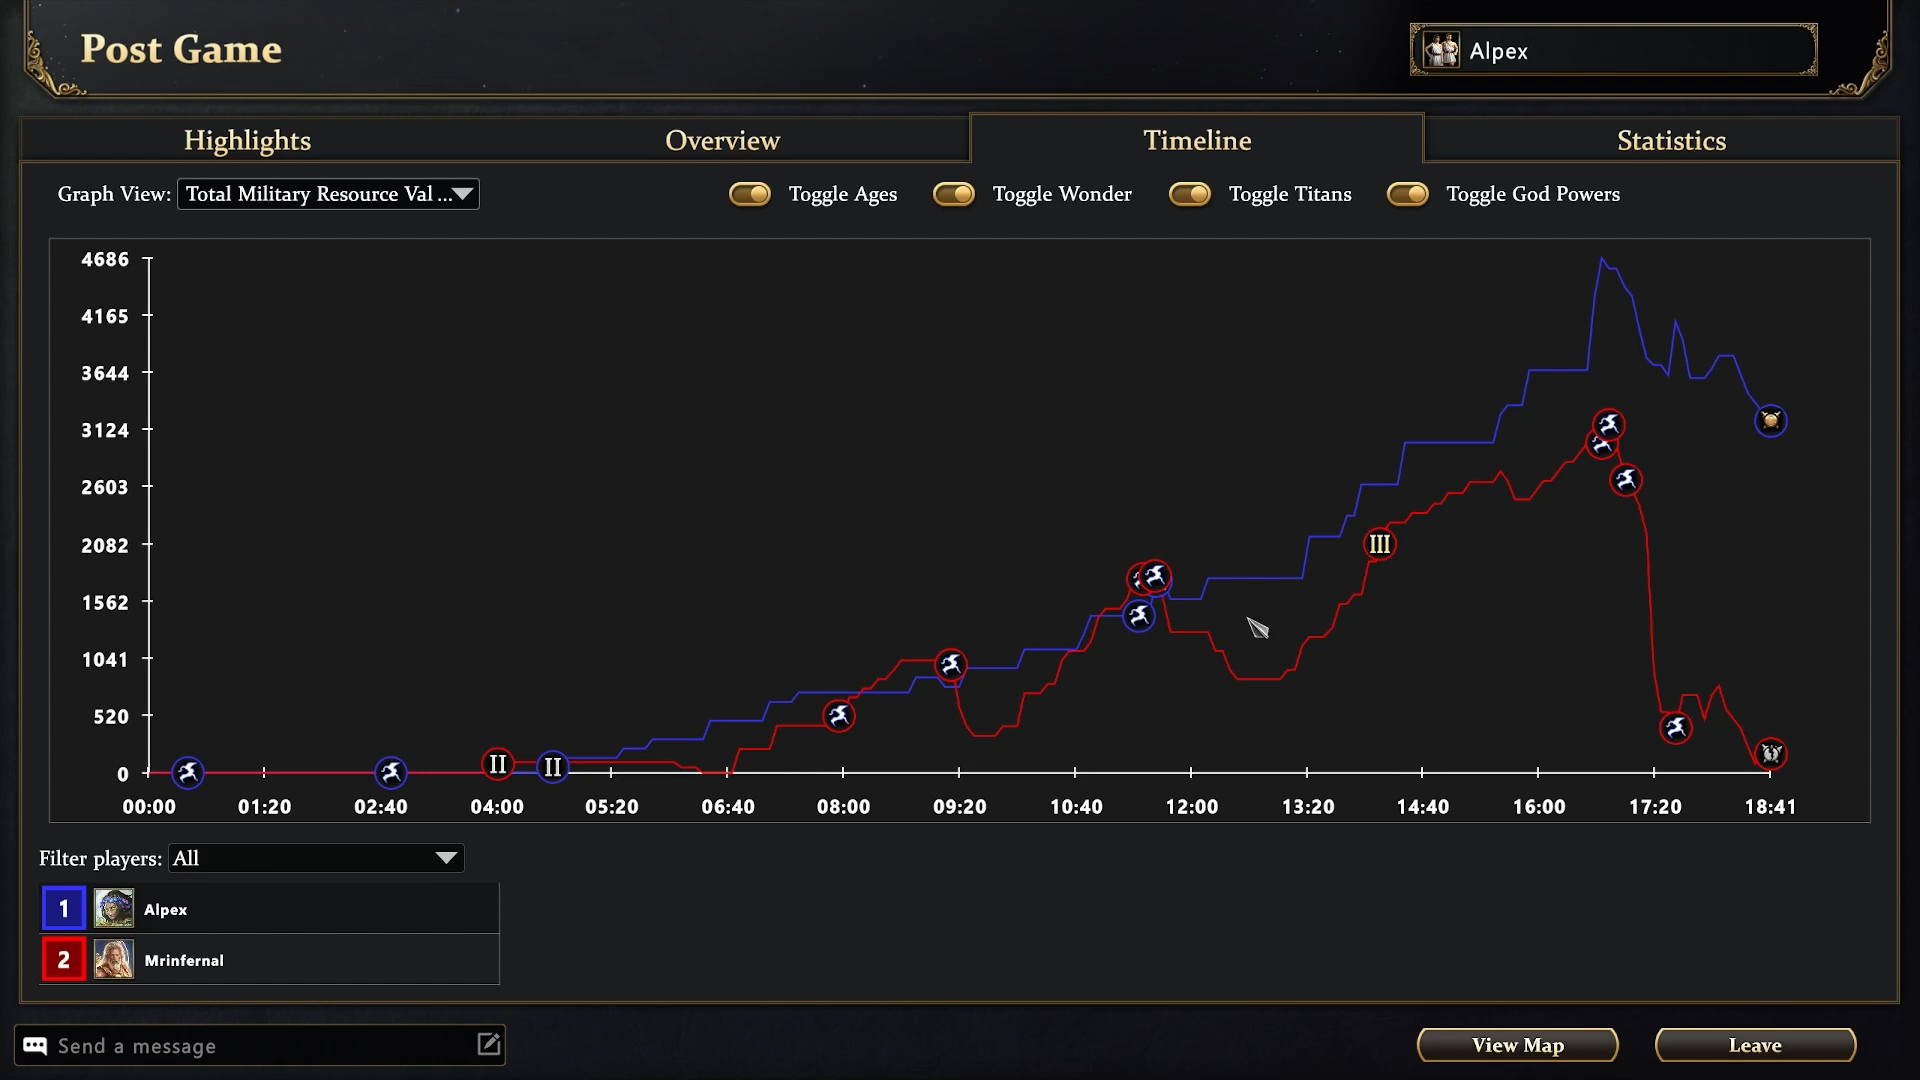 Post Game
Alpex
Highlights
Overview
Timeline
Statistics
Graph View: Total Military Resource Val ...
Toggle Ages
Toggle Wonder
Toggle Titans
Toggle God Powers
4686
4165
3644
3124
2603
2082
1562
1041
520
0
III
II
II
00:00 01:20 02:40 04:00 05:20 06:40 08:00 09:20 10:40 12:00 13:20 14:40 16:00 17:20 18:41
Filter players: All
1 Alpex
2 Mrinfernal
Send a message
View Map
Leave